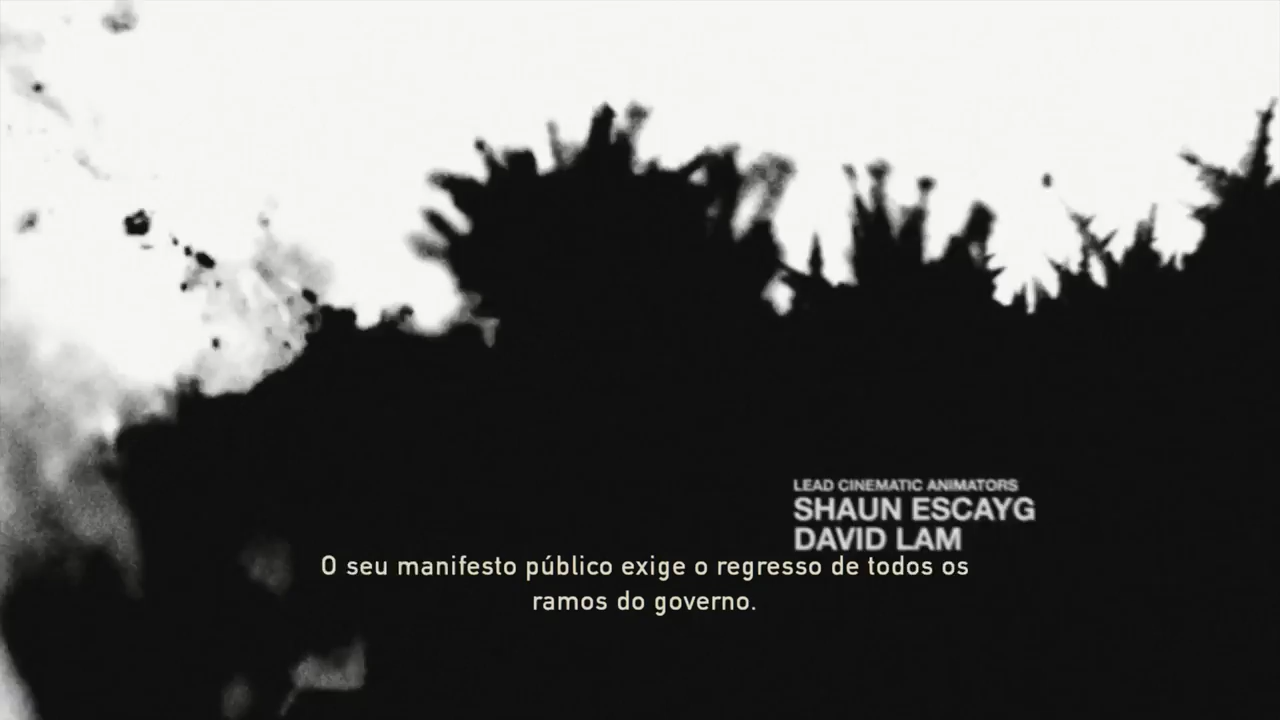 LEAD CINEMATIC ANIMATORS
SHAUN ESCAYG
DAVID LAM
O seu manifesto público exige o regresso de todos os
ramos do governo.